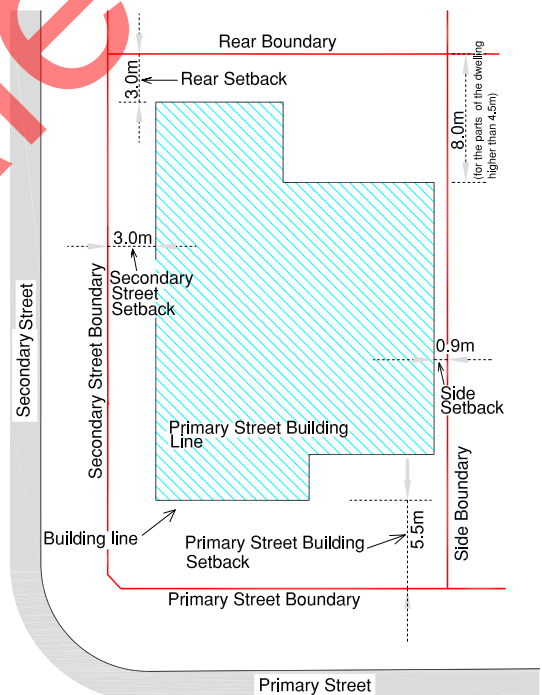 Rear Boundary
3.0m
Rear Setback
8.0m
(for the parts of the dwelling
higher than 4.5m)
3.0m
Secondary
Street
Setback
Secondary Street
Secondary Street Boundary
0.9m
Side
Setback
Primary Street Building
Line
Side Boundary
Building line
Primary Street Building
Setback
5.5m
Primary Street Boundary
Primary Street